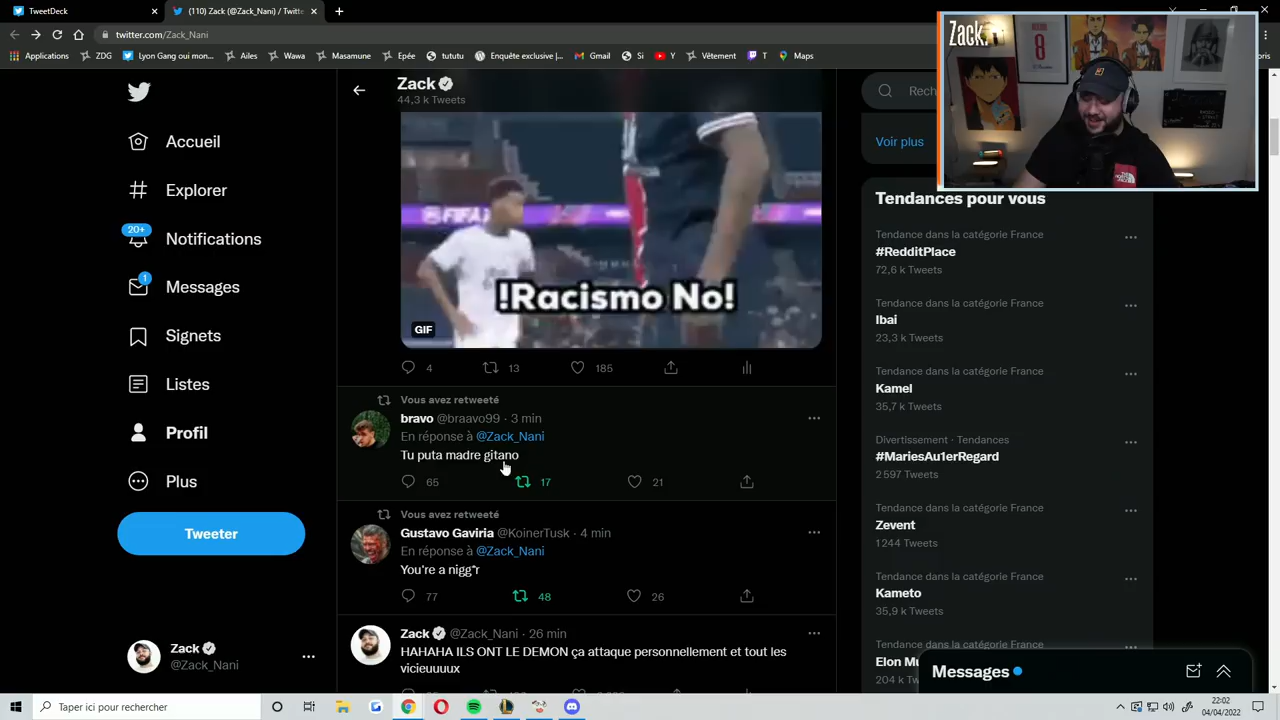 TweetDeck
(110) Zack (@Zack_Nani) / Twitte
twitter.com/Zack_Nani
Applications
ZDG
Lyon Gang oui mon...
Ailes
Wawa
Masamune
Epée
tututu
Enquête exclusive |...
Gmail
Si
Y
Vêtement
T
Maps
oris
Zack.
8
Accueil
Explorer
20+
Notifications
1
Messages
Signets
Listes
Profil
Plus
Tweeter
Zack
@Zack_Nani
Zack
44,3 k Tweets
FIFA
!Racismo No!
GIF
4 13 185
Vous avez retweeté
bravo @braavo99 · 3 min
En réponse à @Zack_Nani
Tu puta madre gitano
65 17 21
Vous avez retweeté
Gustavo Gaviria @KoinerTusk · 4 min
En réponse à @Zack_Nani
You're a nigg*r
77 48 26
Zack @Zack_Nani · 26 min
HAHAHA ILS ONT LE DEMON ça attaque personnellement et tout les
vicieuuuux
Rech
Voir plus
Tendances pour vous
Tendance dans la catégorie France
#RedditPlace
72,6 k Tweets
Tendance dans la catégorie France
Ibai
23,3 k Tweets
Tendance dans la catégorie France
Kamel
35,7 k Tweets
Divertissement · Tendances
#MariesAu1erRegard
2 597 Tweets
Tendance dans la catégorie France
Zevent
1 244 Tweets
Tendance dans la catégorie France
Kameto
35,9 k Tweets
Tendance dans la catégorie France
Elon Mu
204 k
Messages
Taper ici pour rechercher
22:02
04/04/2022